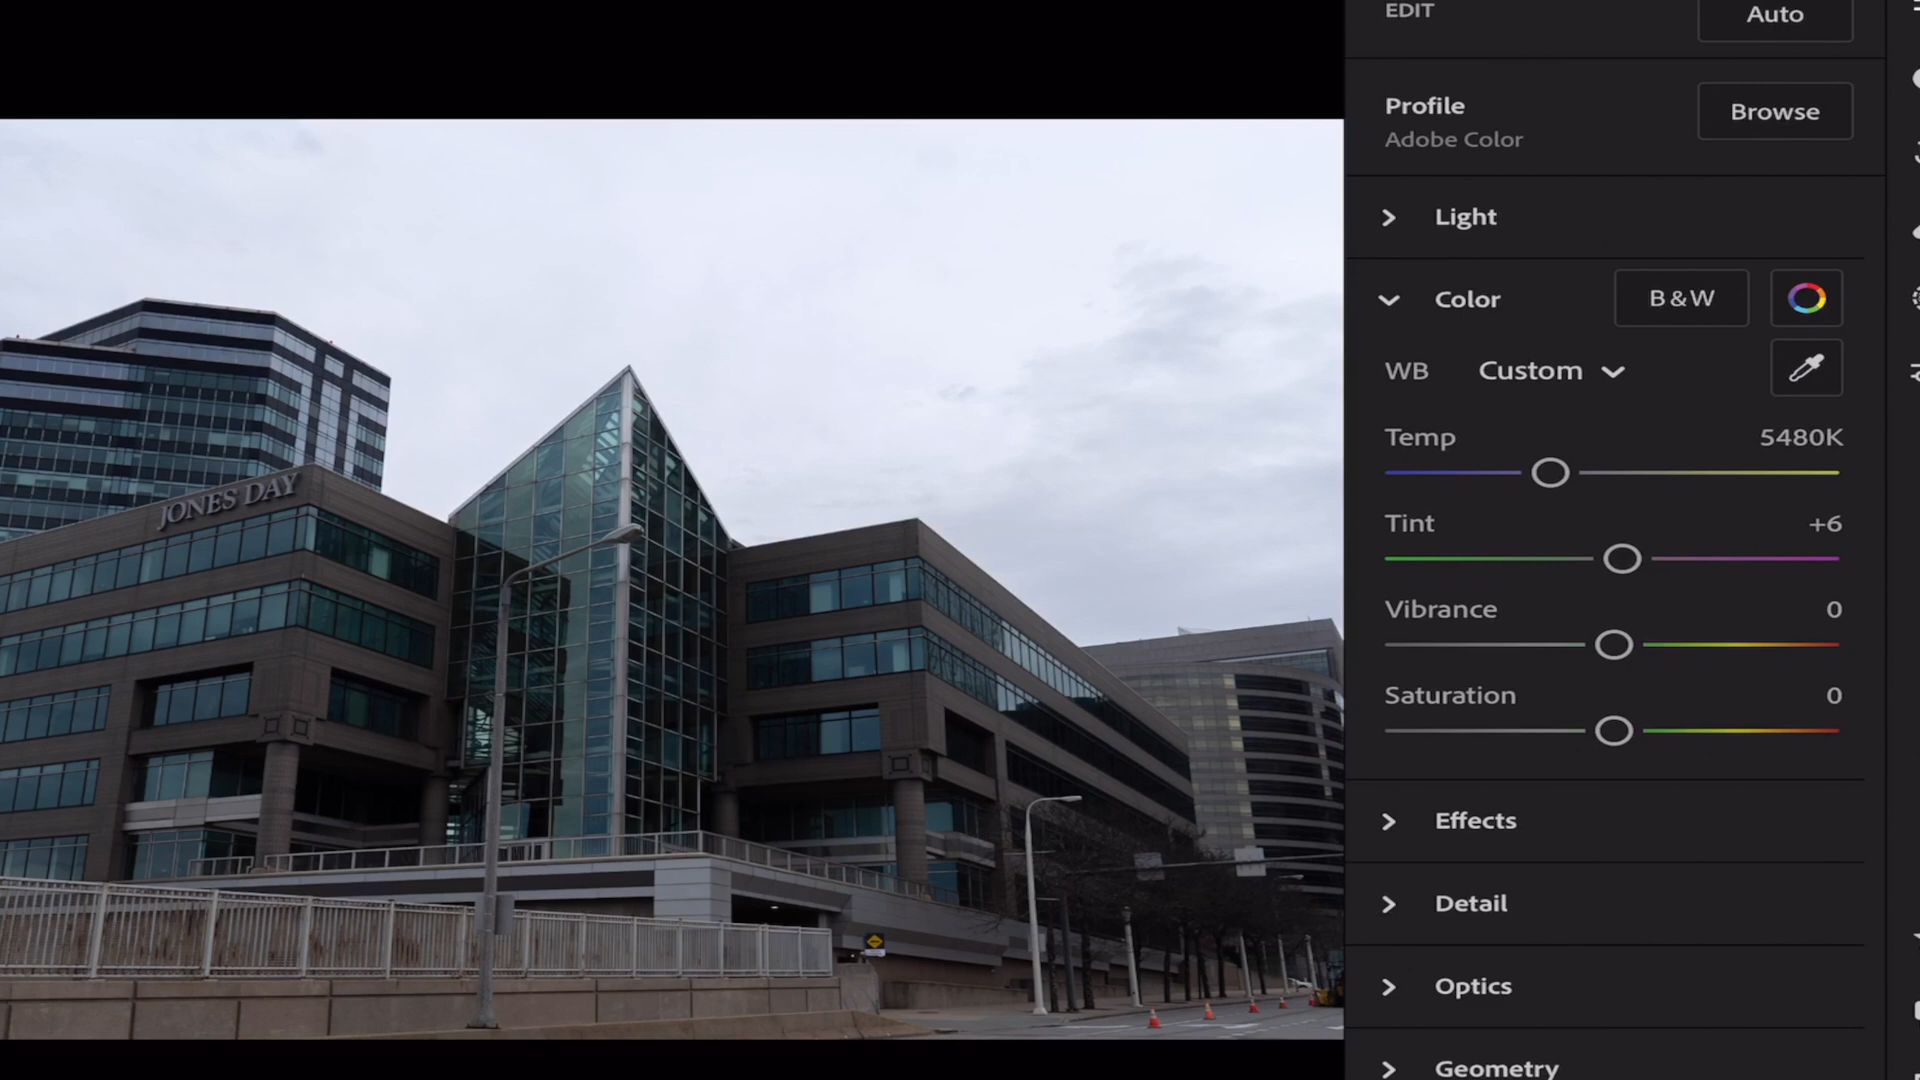 EDIT
Auto
Profile
Browse
Adobe Color
Light
Color
B&W
WB
Custom
Temp
5480K
Tint
+6
Vibrance
0
Saturation
0
Effects
Detail
Optics
Geometry
JONES DAY